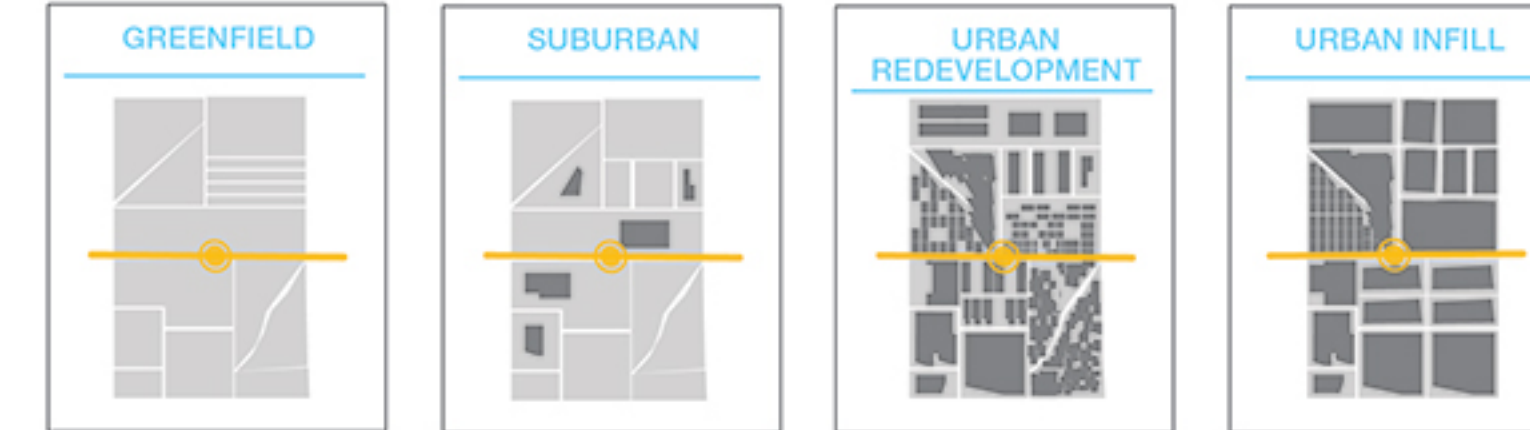 GREENFIELD
SUBURBAN
URBAN
REDEVELOPMENT
URBAN INFILL